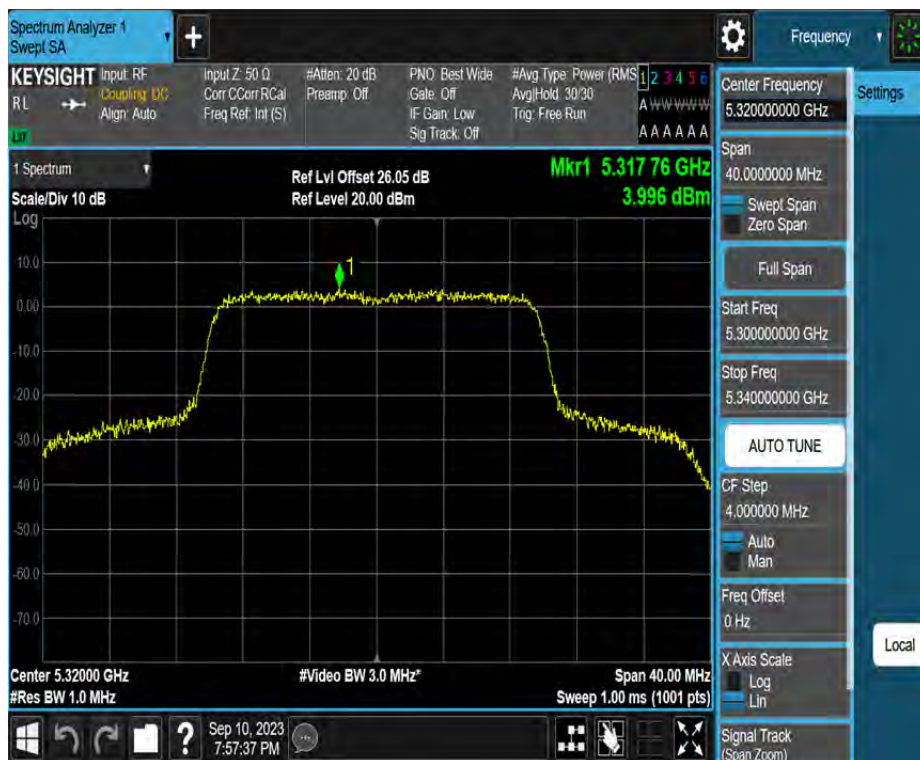 Spectrum Analyzer 1
Swept SA
+
Frequency
KEYSIGHT
RL
LXI
Input: RF
Coupling: DC
Align: Auto
Input Z: 50 Ω
Corr CCorr RCal
Freq Ref: Int (S)
#Atten: 20 dB
Preamp: Off
PNO: Best Wide
Gate: Off
IF Gain: Low
Sig Track: Off
#Avg Type: Power (RMS
Avg|Hold: 30/30
Trig: Free Run
1 2 3 4 5 6
A W W W W W
A A A A A A
1 Spectrum
Scale/Div 10 dB
Log
Ref Lvl Offset 26.05 dB
Ref Level 20.00 dBm
Mkr1 5.317 76 GHz
3.996 dBm
1
10.0
0.00
-10.0
-20.0
-30.0
-40.0
-50.0
-60.0
-70.0
Center 5.32000 GHz
#Res BW 1.0 MHz
#Video BW 3.0 MHz*
Span 40.00 MHz
Sweep 1.00 ms (1001 pts)
?
Sep 10, 2023
7:57:37 PM
Center Frequency
5.320000000 GHz
Settings
Span
40.0000000 MHz
Swept Span
Zero Span
Full Span
Start Freq
5.300000000 GHz
Stop Freq
5.340000000 GHz
AUTO TUNE
CF Step
4.000000 MHz
Auto
Man
Freq Offset
0 Hz
X Axis Scale
Log
Lin
Local
Signal Track
(Span Zoom)